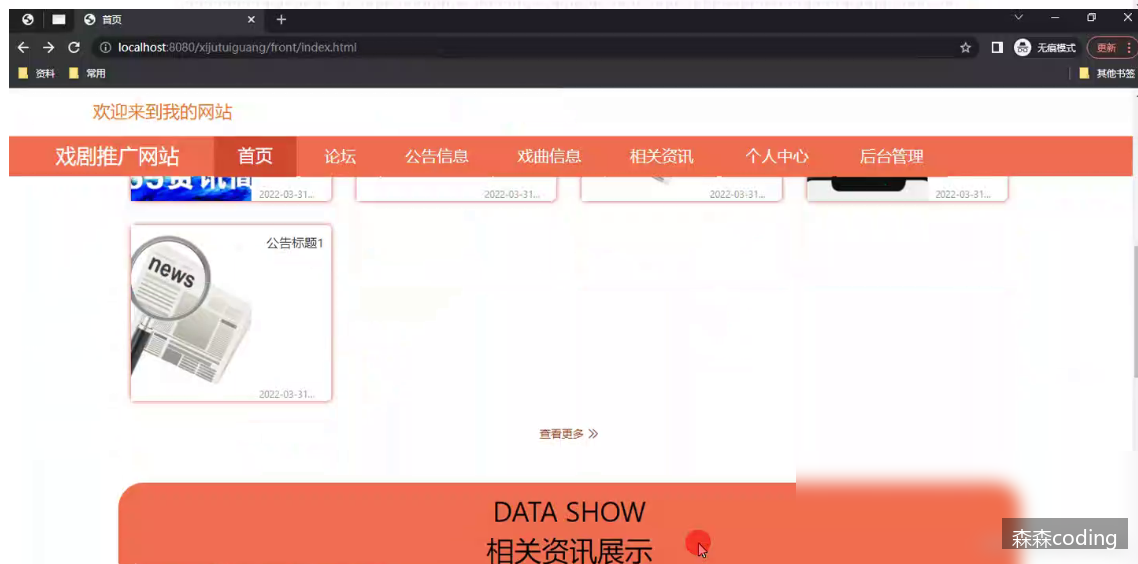 首页
localhost:8080/xijutuiguang/front/index.html
无痕模式
更新
资料
常用
其他书签
欢迎来到我的网站
戏剧推广网站 首页 论坛 公告信息 戏曲信息 相关资讯 个人中心 后台管理
2022-03-31... 2022-03-31... 2022-03-31... 2022-03-31...
公告标题1
news
2022-03-31...
查看更多
DATA SHOW
相关资讯展示
森森coding